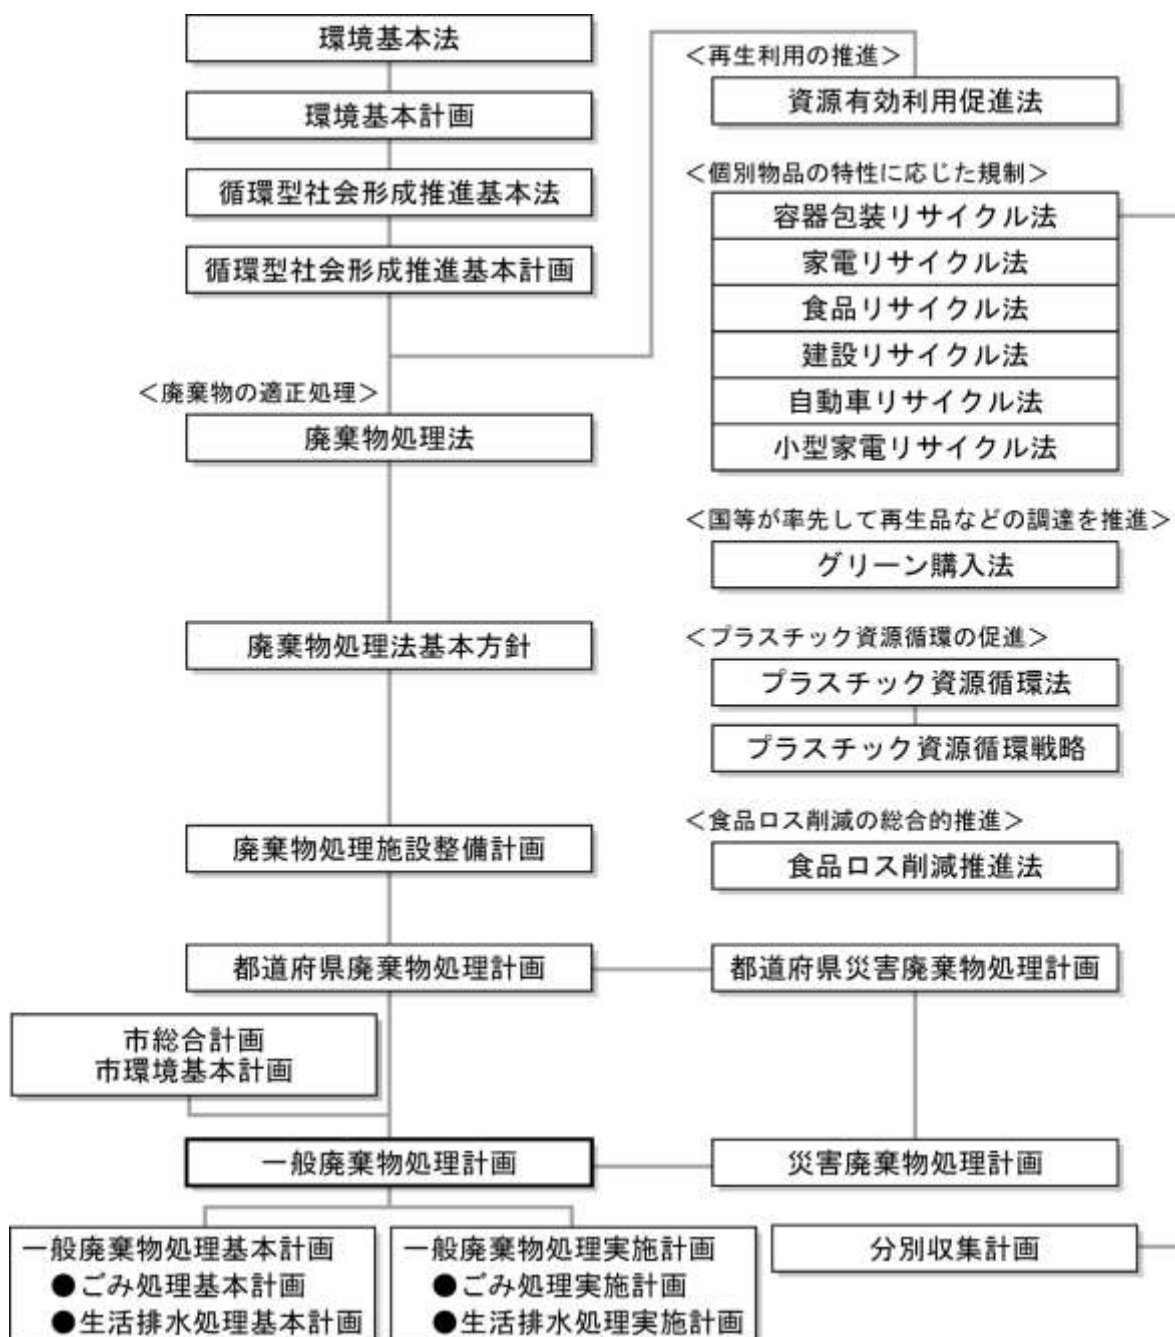 環境基本法
環境基本計画
循環型社会形成推進基本法
循環型社会形成推進基本計画
＜廃棄物の適正処理＞
廃棄物処理法
廃棄物処理法基本方針
廃棄物処理施設整備計画
都道府県廃棄物処理計画
市総合計画
市環境基本計画
一般廃棄物処理計画
一般廃棄物処理基本計画
●ごみ処理基本計画
●生活排水処理基本計画
一般廃棄物処理実施計画
●ごみ処理実施計画
●生活排水処理実施計画
＜再生利用の推進＞
資源有効利用促進法
＜個別物品の特性に応じた規制＞
容器包装リサイクル法
家電リサイクル法
食品リサイクル法
建設リサイクル法
自動車リサイクル法
小型家電リサイクル法
＜国等が率先して再生品などの調達を推進＞
グリーン購入法
＜プラスチック資源循環の促進＞
プラスチック資源循環法
プラスチック資源循環戦略
＜食品ロス削減の総合的推進＞
食品ロス削減推進法
都道府県災害廃棄物処理計画
災害廃棄物処理計画
分別収集計画